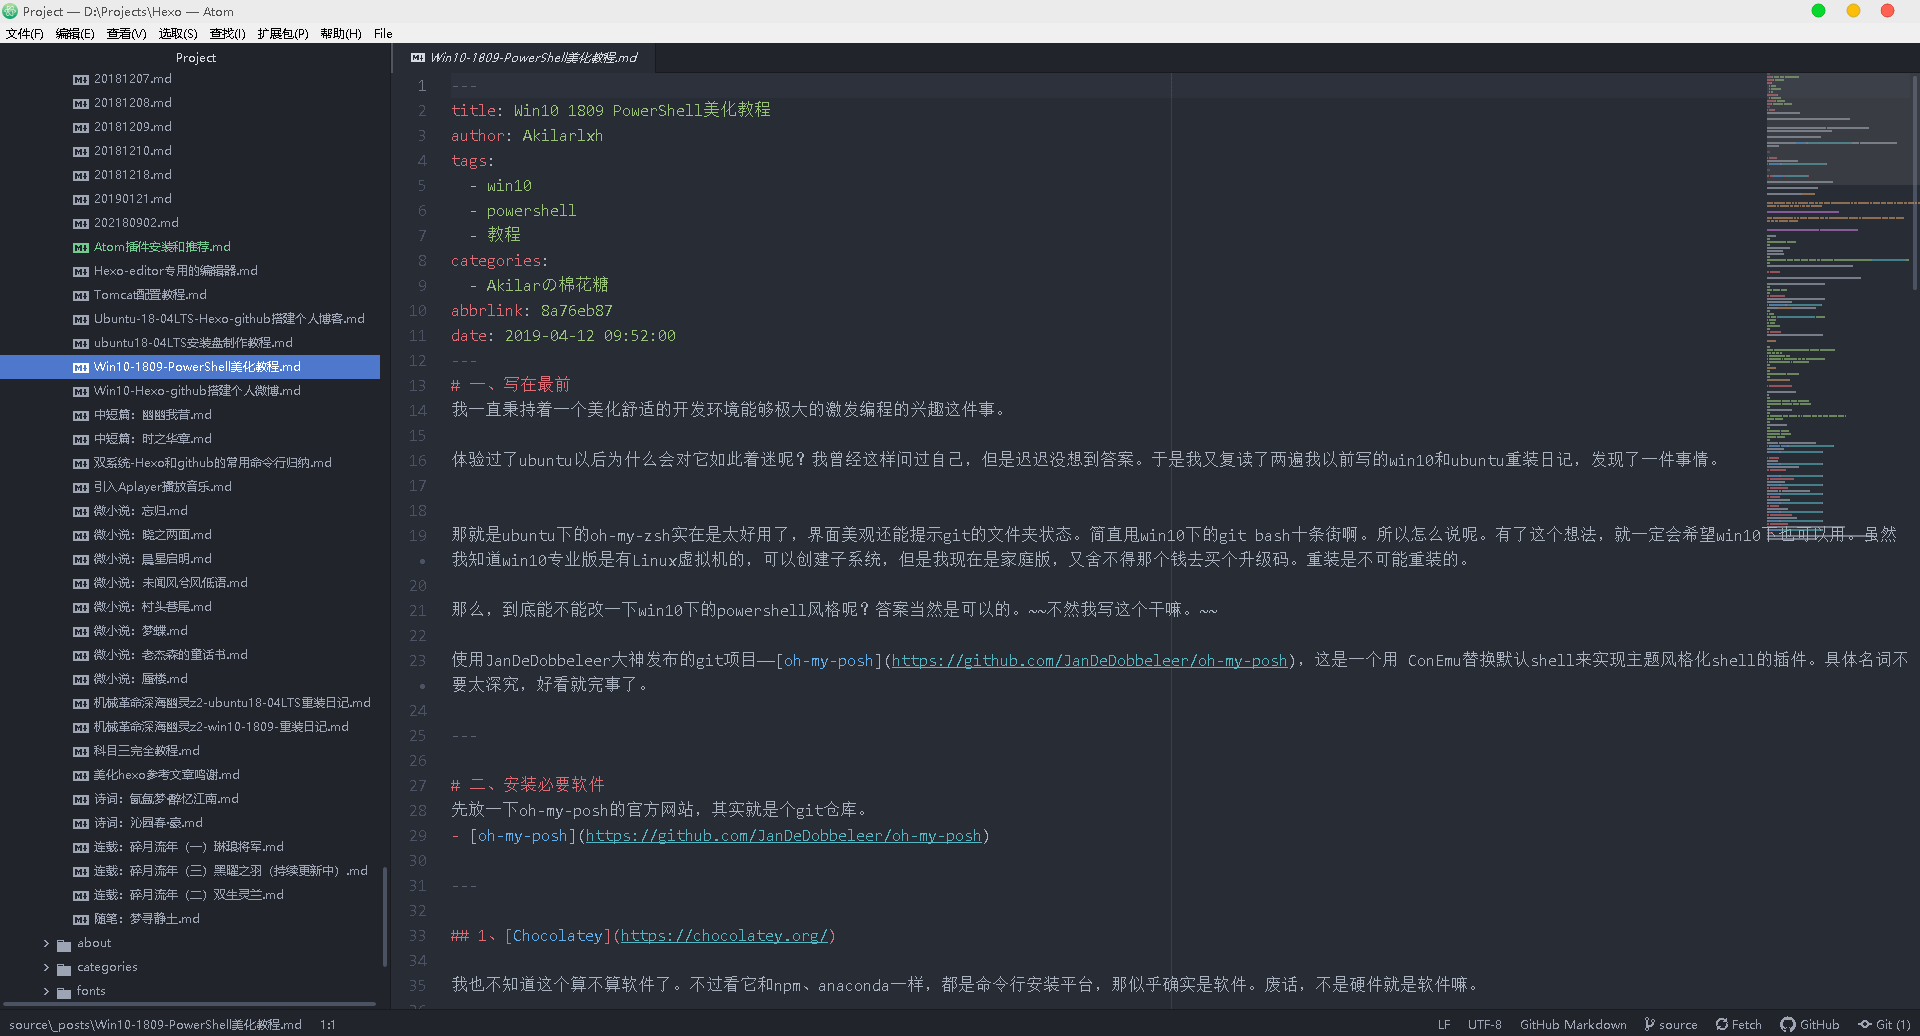 Project — D:\Projects\Hexo — Atom
文件(F) 编辑(E) 查看(V) 选取(S) 查找(I) 扩展包(P) 帮助(H) File
Project
20181207.md
20181208.md
20181209.md
20181210.md
20181218.md
20190121.md
202180902.md
Atom插件安装和推荐.md
Hexo-editor专用的编辑器.md
Tomcat配置教程.md
Ubuntu-18-04LTS-Hexo-github搭建个人博客.md
ubuntu18-04LTS安装盘制作教程.md
Win10-1809-PowerShell美化教程.md
Win10-Hexo-github搭建个人微博.md
中短篇：幽幽我昔.md
中短篇：时之华章.md
双系统-Hexo和github的常用命令行归纳.md
引入Aplayer播放音乐.md
微小说：忘归.md
微小说：晓之两面.md
微小说：晨星启明.md
微小说：未闻风兮风低语.md
微小说：村头巷尾.md
微小说：梦蝶.md
微小说：老杰森的童话书.md
微小说：蜃楼.md
机械革命深海幽灵z2-ubuntu18-04LTS重装日记.md
机械革命深海幽灵z2-win10-1809-重装日记.md
科目三完全教程.md
美化hexo参考文章鸣谢.md
诗词：氤氲梦·醉忆江南.md
诗词：沁园春·豪.md
连载：碎月流年（一）琳琅将军.md
连载：碎月流年（三）黑曜之羽（持续更新中）.md
连载：碎月流年（二）双生灵兰.md
随笔：梦寻静土.md
about
categories
fonts
Win10-1809-PowerShell美化教程.md
1 ---
2 title: Win10 1809 PowerShell美化教程
3 author: Akilarlxh
4 tags:
5 - win10
6 - powershell
7 - 教程
8 categories:
9 - Akilarの棉花糖
10 abbrlink: 8a76eb87
11 date: 2019-04-12 09:52:00
12 ---
13 # 一、写在最前
14 我一直秉持着一个美化舒适的开发环境能够极大的激发编程的兴趣这件事。
15
16 体验过了ubuntu以后为什么会对它如此着迷呢？我曾经这样问过自己，但是迟迟没想到答案。于是我又复读了两遍我以前写的win10和ubuntu重装日记，发现了一件事情。
17
18
19 那就是ubuntu下的oh-my-zsh实在是太好用了，界面美观还能提示git的文件夹状态。简直甩win10下的git bash十条街啊。所以怎么说呢。有了这个想法，就一定会希望win10下也可以用。虽然
• 我知道win10专业版是有Linux虚拟机的，可以创建子系统，但是我现在是家庭版，又舍不得那个钱去买个升级码。重装是不可能重装的。
20
21 那么，到底能不能改一下win10下的powershell风格呢？答案当然是可以的。~~不然我写这个干嘛。~~
22
23 使用JanDeDobbeleer大神发布的git项目—[oh-my-posh](https://github.com/JanDeDobbeleer/oh-my-posh)，这是一个用 ConEmu替换默认shell来实现主题风格化shell的插件。具体名词不
• 要太深究，好看就完事了。
24
25 ---
26
27 # 二、安装必要软件
28 先放一下oh-my-posh的官方网站，其实就是个git仓库。
29 - [oh-my-posh](https://github.com/JanDeDobbeleer/oh-my-posh)
30
31 ---
32
33 ## 1、[Chocolatey](https://chocolatey.org/)
34
35 我也不知道这个算不算软件了。不过看它和npm、anaconda一样，都是命令行安装平台，那似乎确实是软件。废话，不是硬件就是软件嘛。
source\_posts\Win10-1809-PowerShell美化教程.md 1:1
LF UTF-8 GitHub Markdown source Fetch GitHub Git (1)